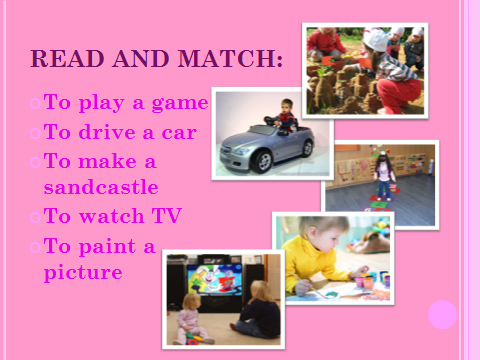 READ AND MATCH:
To play a game
To drive a car
To make a
sandcastle
To watch TV
To paint a
picture